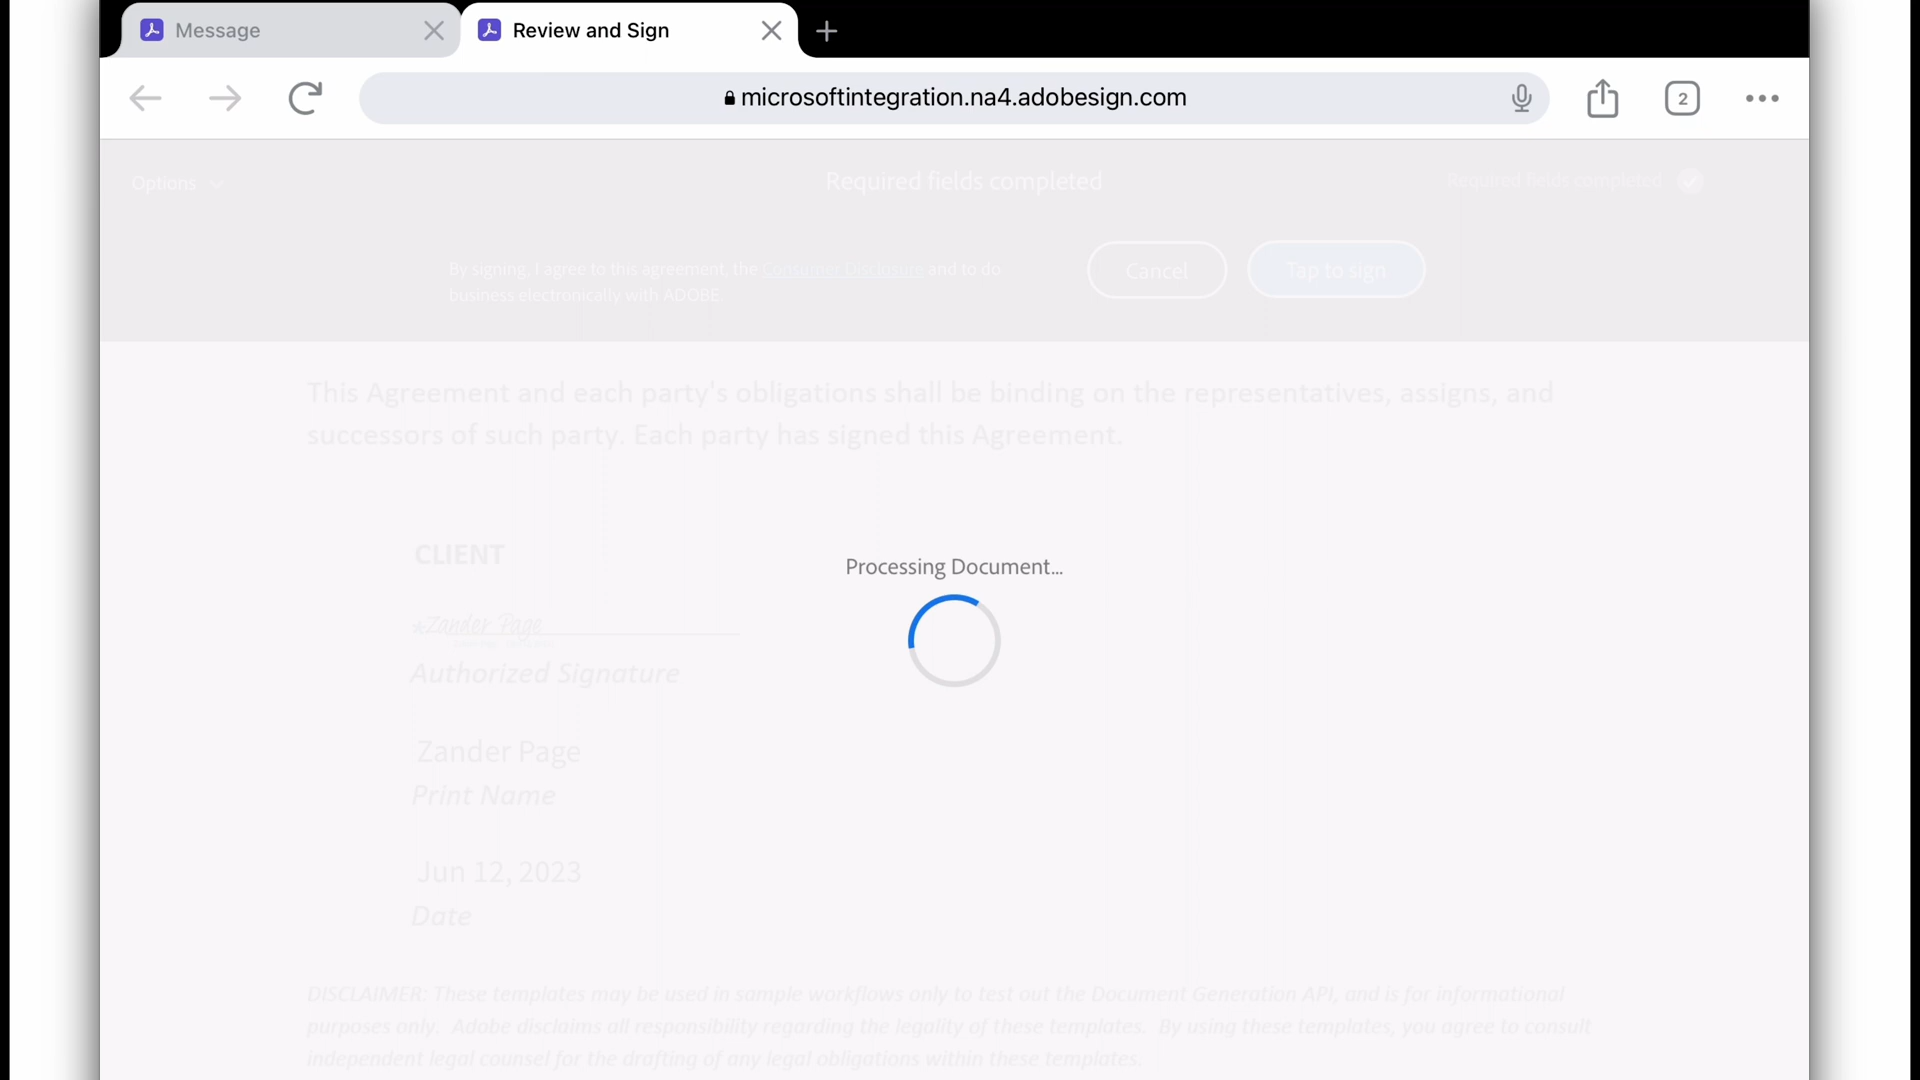 Message
Review and Sign
microsoftintegration.na4.adobesign.com
2
Options
Required fields completed
Required fields completed
By signing, I agree to this agreement, the Consumer Disclosure and to do
business electronically with ADOBE
Cancel
Tap to sign
This Agreement and each party's obligations shall be binding on the representatives, assigns, and
successors of such party. Each party has signed this Agreement.
Processing Document...
CLIENT
Zander Page
Authorized Signature
Zander Page
Print Name
Jun 12, 2023
Date
DISCLAIMER: These templates may be used in sample workflows only to test out the Document Generation API, and is for informational
purposes only. Adobe disclaims all responsibility regarding the legality of these templates. By using these templates, you agree to consult
independent legal counsel for the drafting of any legal obligations within these templates.